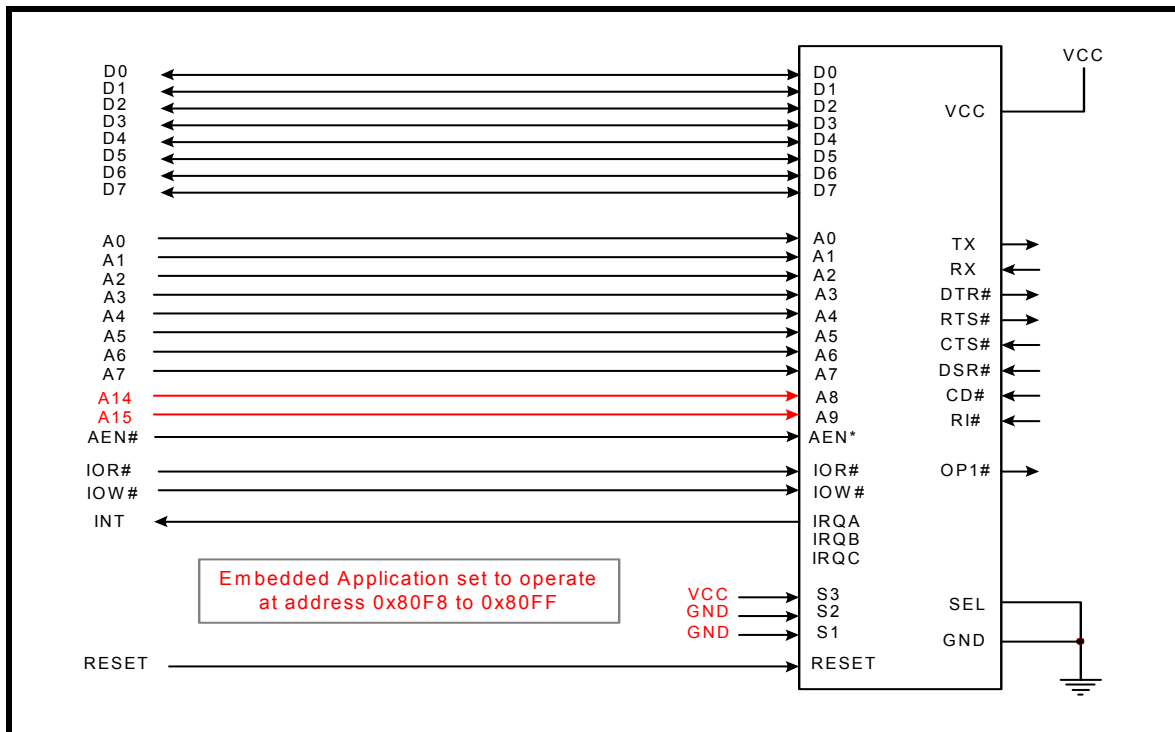 VCC
D0 D0
D1 D1
D2 D2
D3 D3
D4 D4
D5 D5
D6 D6
D7 D7
VCC
A0 A0
A1 A1
A2 A2
A3 A3
A4 A4
A5 A5
A6 A6
A7 A7
A14 A8
A15 A9
AEN# AEN*
IOR# IOR#
IOW# IOW#
INT IRQA
IRQB
IRQC
TX
RX
DTR#
RTS#
CTS#
DSR#
CD#
RI#
OP1#
Embedded Application set to operate
at address 0x80F8 to 0x80FF
VCC S3
GND S2
GND S1
SEL
GND
RESET RESET